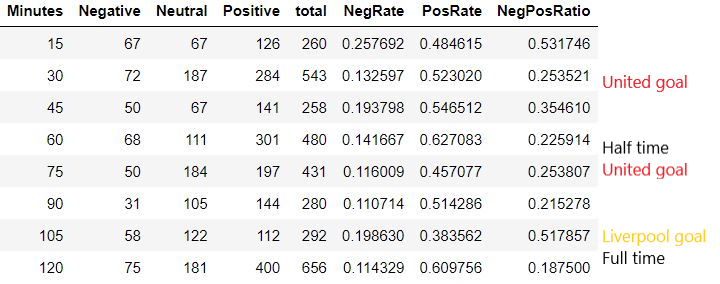 Minutes Negative Neutral Positive total NegRate PosRate NegPosRatio
15 67 67 126 260 0.257692 0.484615 0.531746
30 72 187 284 543 0.132597 0.523020 0.253521 United goal
45 50 67 141 258 0.193798 0.546512 0.354610
60 68 111 301 480 0.141667 0.627083 0.225914 Half time
75 50 184 197 431 0.116009 0.457077 0.253807 United goal
90 31 105 144 280 0.110714 0.514286 0.215278
105 58 122 112 292 0.198630 0.383562 0.517857 Liverpool goal
120 75 181 400 656 0.114329 0.609756 0.187500 Full time